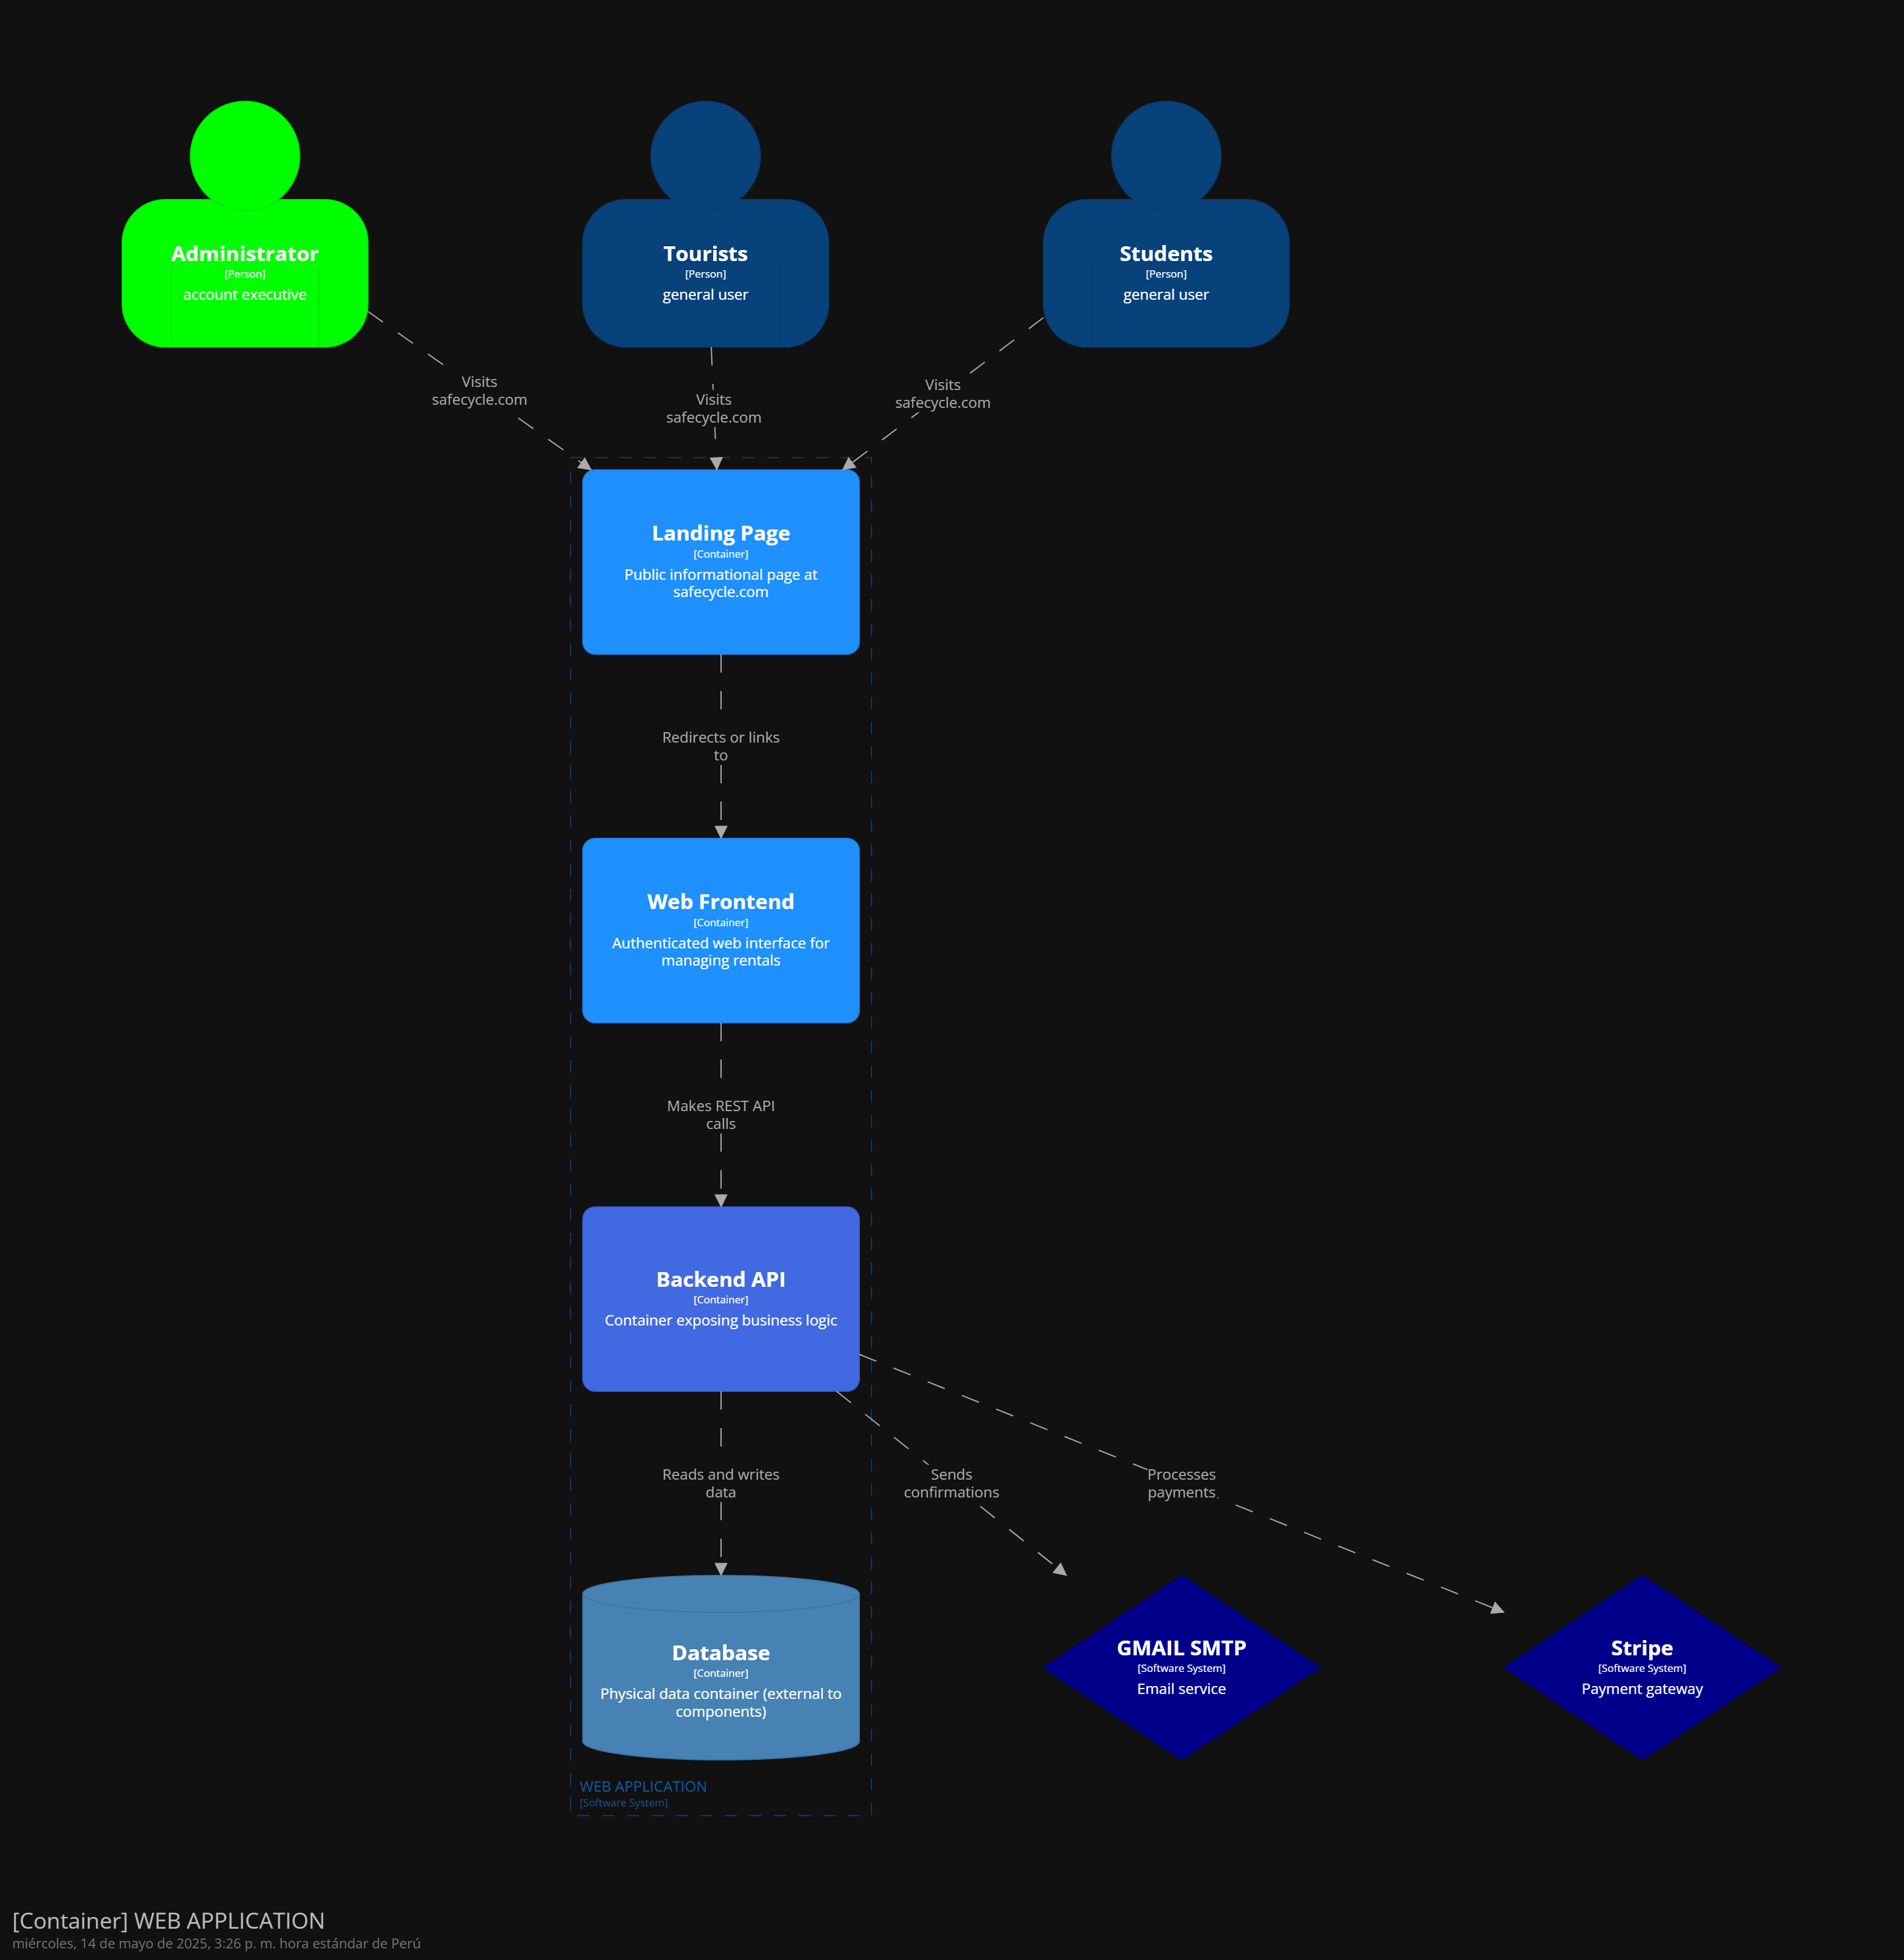 Administrator
[Person]
account executive
Tourists
[Person]
general user
Students
[Person]
general user
Visits
safecycle.com
Visits
safecycle.com
Visits
safecycle.com
Landing Page
[Container]
Public informational page at
safecycle.com
Redirects or links
to
Web Frontend
[Container]
Authenticated web interface for
managing rentals
Makes REST API
calls
Backend API
[Container]
Container exposing business logic
Reads and writes
data
Sends
confirmations
Processes
payments
Database
[Container]
Physical data container (external to
components)
GMAIL SMTP
[Software System]
Email service
Stripe
[Software System]
Payment gateway
WEB APPLICATION
[Software System]
[Container] WEB APPLICATION
miércoles, 14 de mayo de 2025, 3:26 p. m. hora estándar de Perú